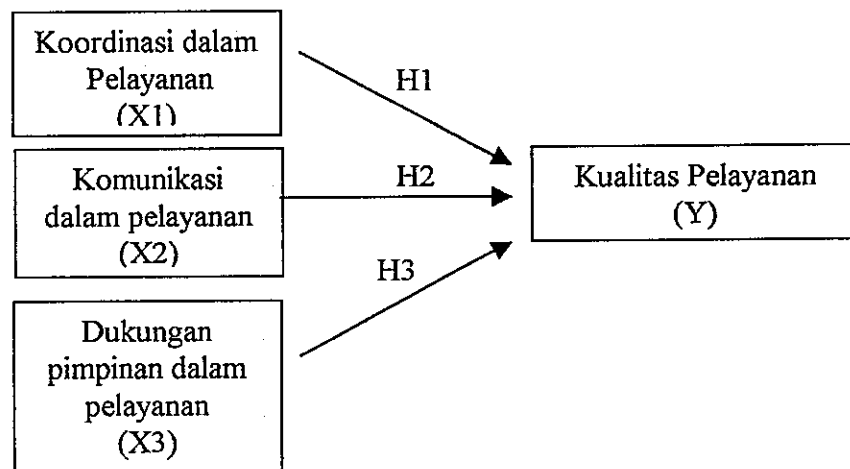 Koordinasi dalam
Pelayanan
(X1)
H1
Komunikasi
dalam pelayanan
(X2)
H2
Kualitas Pelayanan
(Y)
H3
Dukungan
pimpinan dalam
pelayanan
(X3)